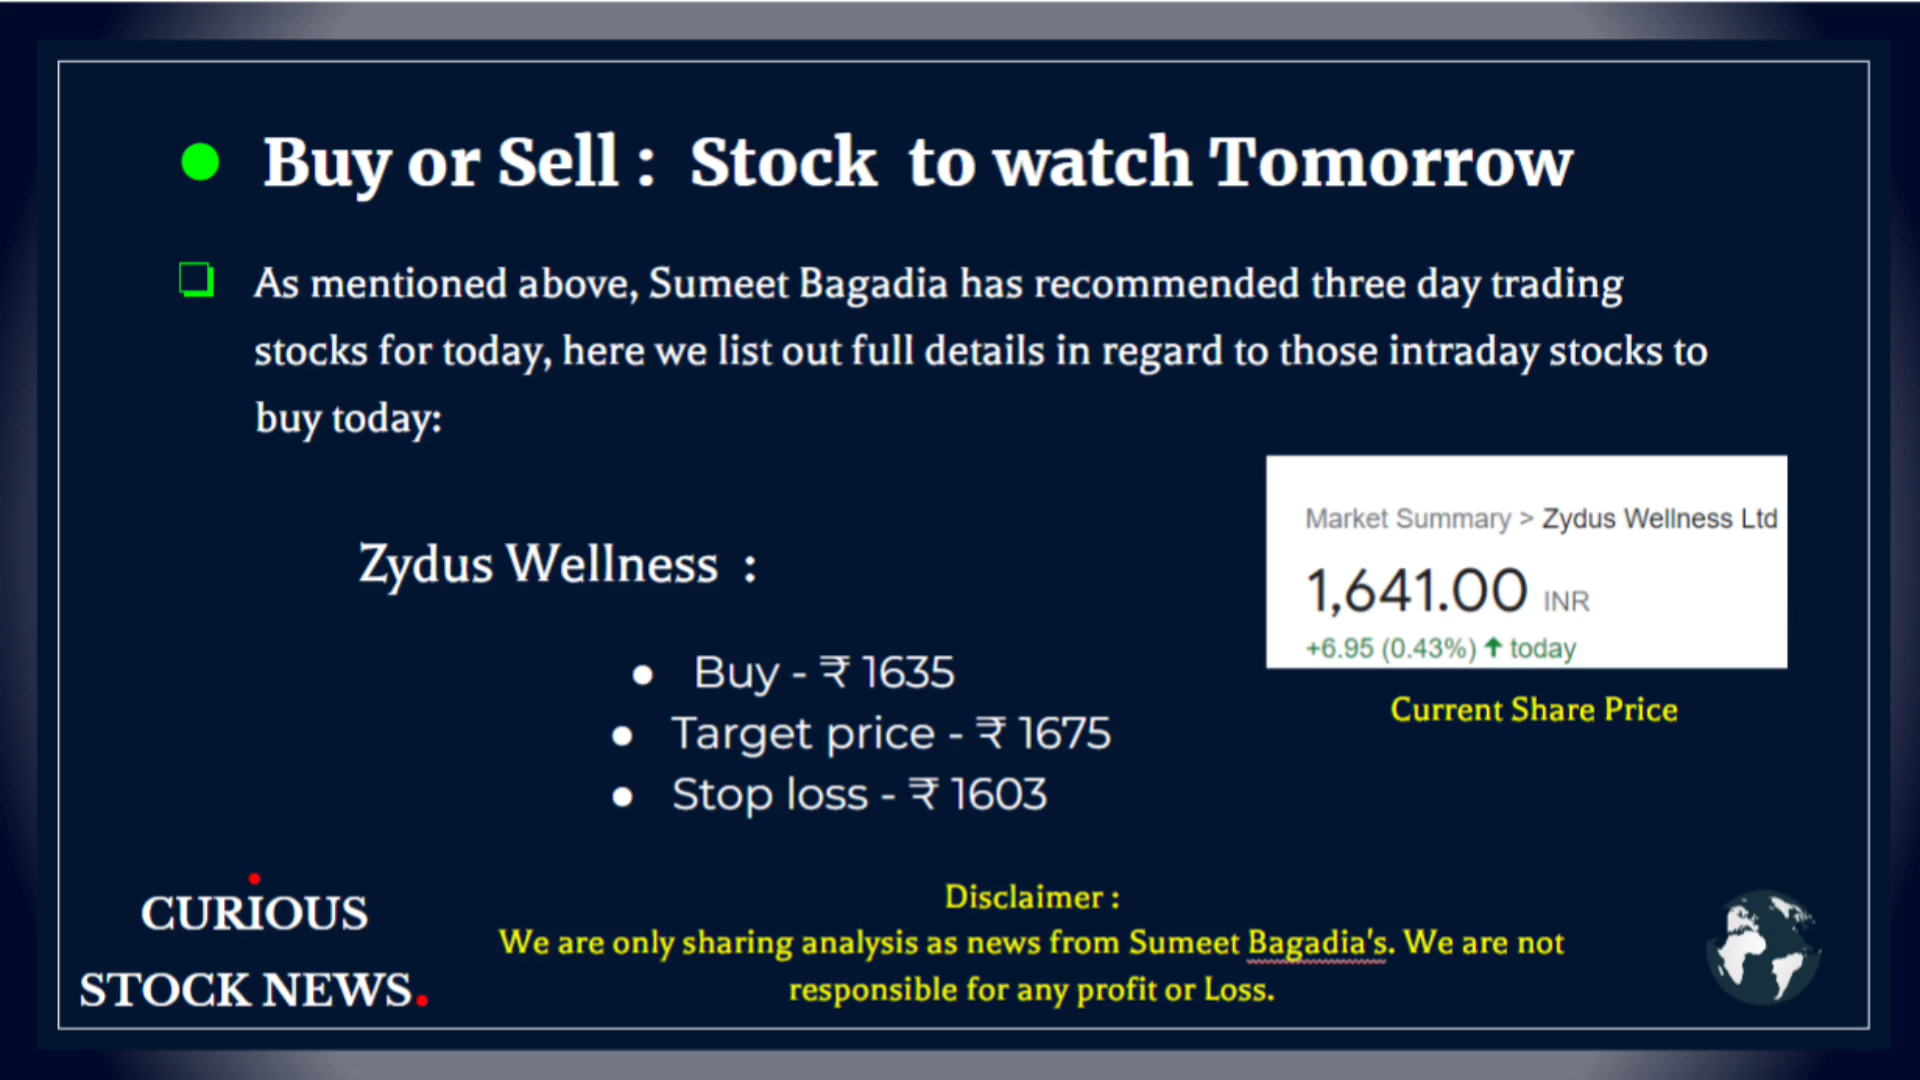 Buy or Sell : Stock to watch Tomorrow
As mentioned above, Sumeet Bagadia has recommended three day trading
stocks for today, here we list out full details in regard to those intraday stocks to
buy today:
Market Summary > Zydus Wellness Ltd
1,641.00 INR
+6.95 (0.43%) ↑ today
Current Share Price
Zydus Wellness :
Buy - ₹ 1635
Target price - ₹ 1675
Stop loss - ₹ 1603
CURIOUS
STOCK NEWS.
Disclaimer :
We are only sharing analysis as news from Sumeet Bagadia's. We are not
responsible for any profit or Loss.